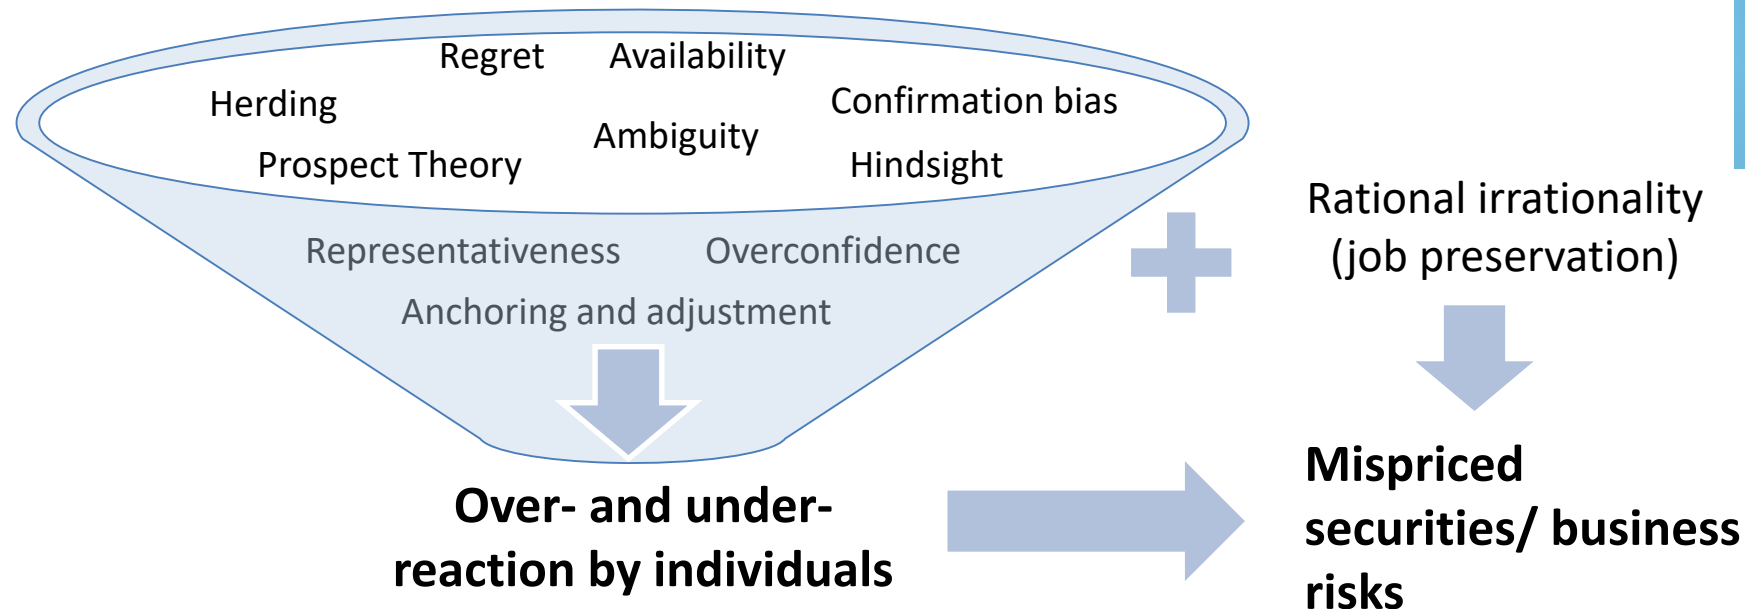 Regret Availability
Herding Confirmation bias
Ambiguity
Prospect Theory Hindsight
Representativeness Overconfidence
Anchoring and adjustment
Over- and under-
reaction by individuals
Rational irrationality
(job preservation)
Mispriced
securities/ business
risks